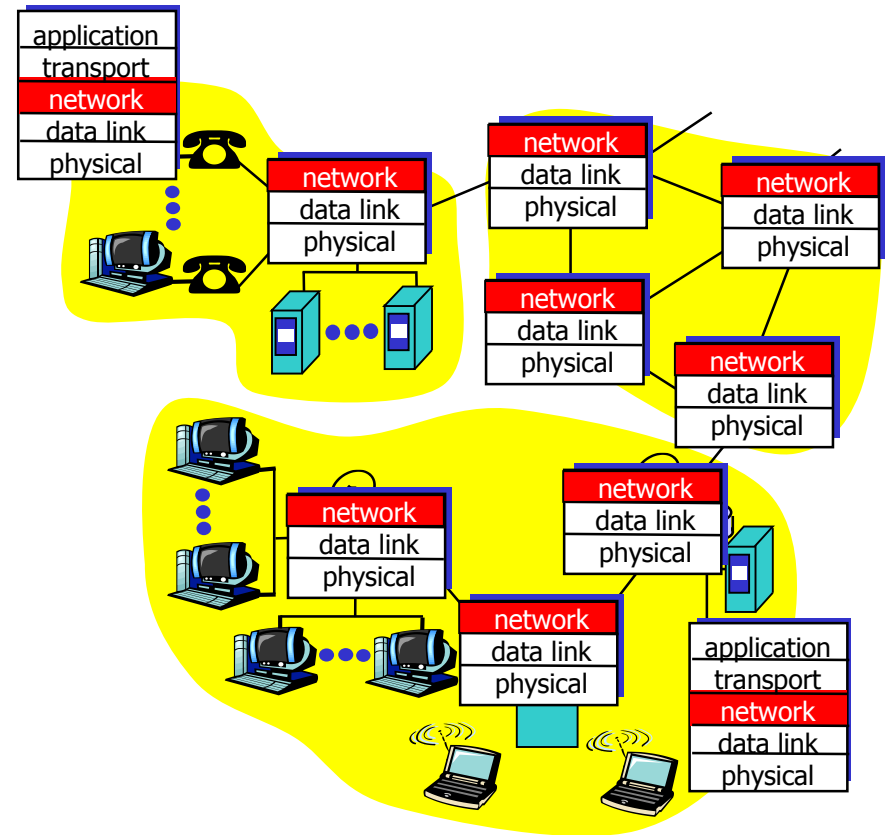 application
transport
network
data link
physical
network
data link
physical
network
data link
physical
network
data link
physical
network
data link
physical
network
data link
physical
network
data link
physical
network
data link
physical
network
data link
physical
application
transport
network
data link
physical